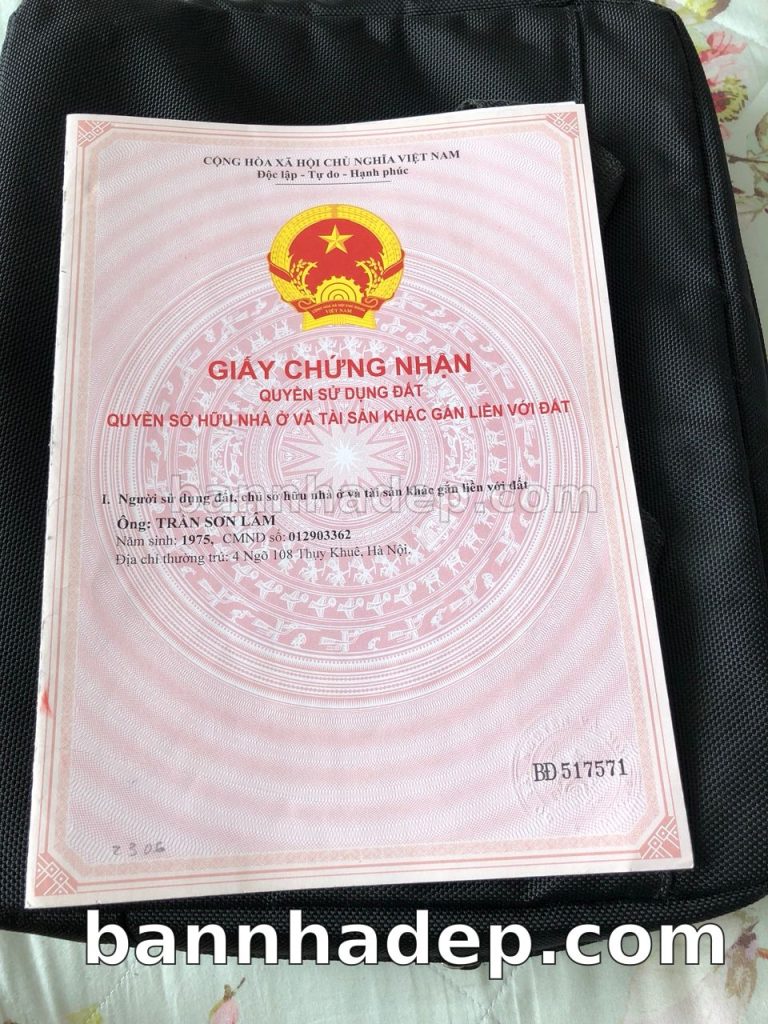 CỘNG HÒA XÃ HỘI CHỦ NGHĨA VIỆT NAM
Độc lập - Tự do - Hạnh phúc
VIỆT NAM
GIẤY CHỨNG NHẬN
QUYỀN SỬ DỤNG ĐẤT
QUYỀN SỞ HỮU NHÀ Ở VÀ TÀI SẢN KHÁC GẮN LIỀN VỚI ĐẤT
bannhadep.com
I. Người sử dụng đất, chủ sở hữu nhà ở và tài sản khác gắn liền với đất
Ông: TRẦN SƠN LÂM
Năm sinh: 1975, CMND số: 012903362
Địa chỉ thường trú: 4 Ngõ 108 Thụy Khuê, Hà Nội.
BĐ 517571
2306
bannhadep.com